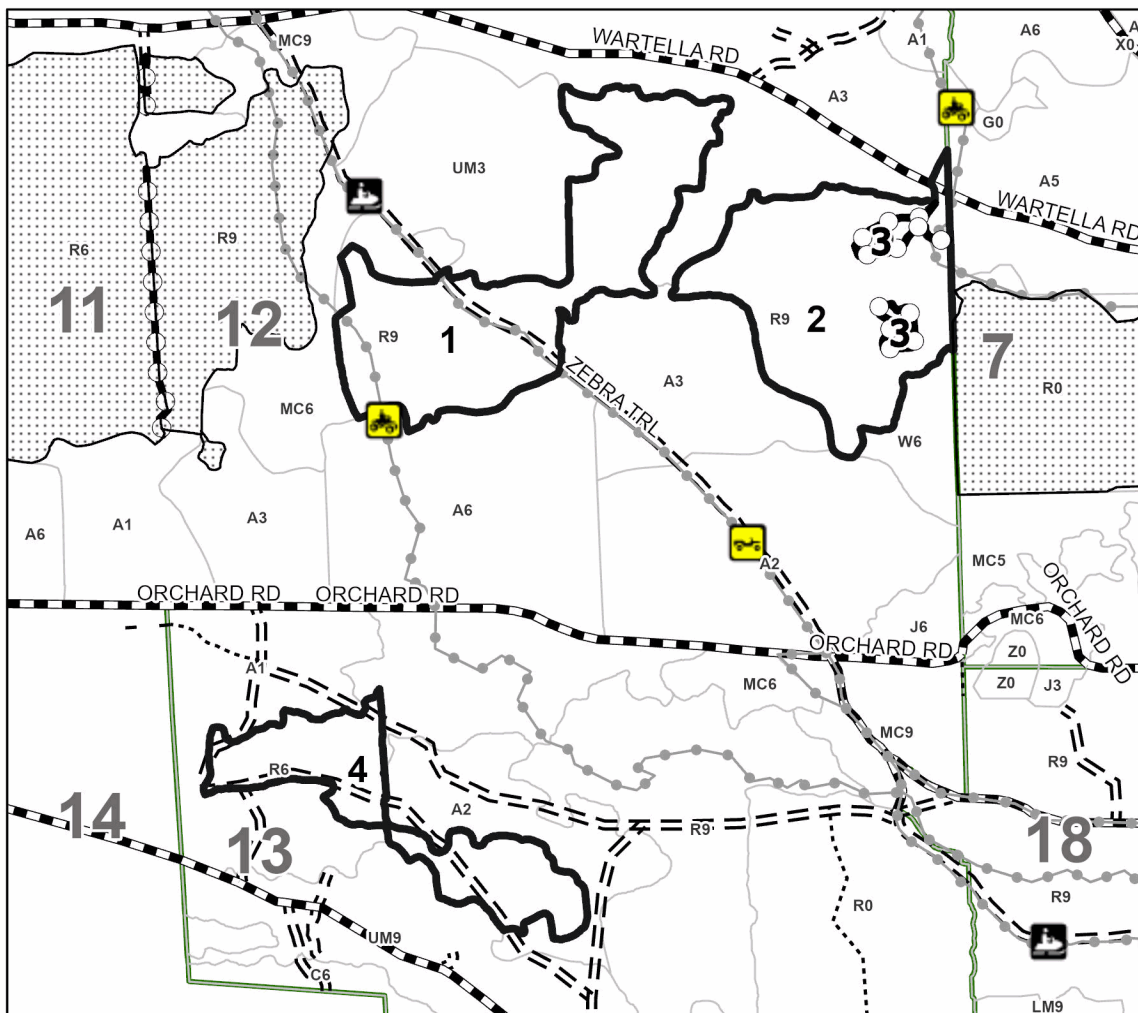 MC9
A1
A6
A
X0
WARTELLA RD
A3
G0
UM3
A5
WARTELLA RD
R6
R9
3
11
12
R9
1
R9
2
3
7
R0
A3
ZEBRA TRL
MC6
W6
A6
A1
A3
A6
A2
MC5
ORCHARD RD
ORCHARD RD
ORCHARD RD
MC6
J6
ORCHARD RD
Z0
A1
MC6
Z0
J3
MC9
R9
R6
4
A2
R9
14
13
18
R9
R0
UM9
C6
LM9